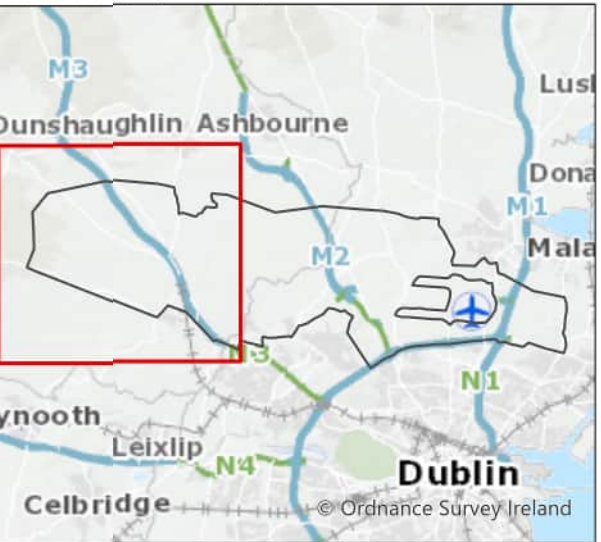 M3
Lusk
Dunshaughlin Ashbourne
Dona
M1
M2
Mala
N3
N1
ynooth
Leixlip
N4
Dublin
Celbridge
© Ordnance Survey Ireland